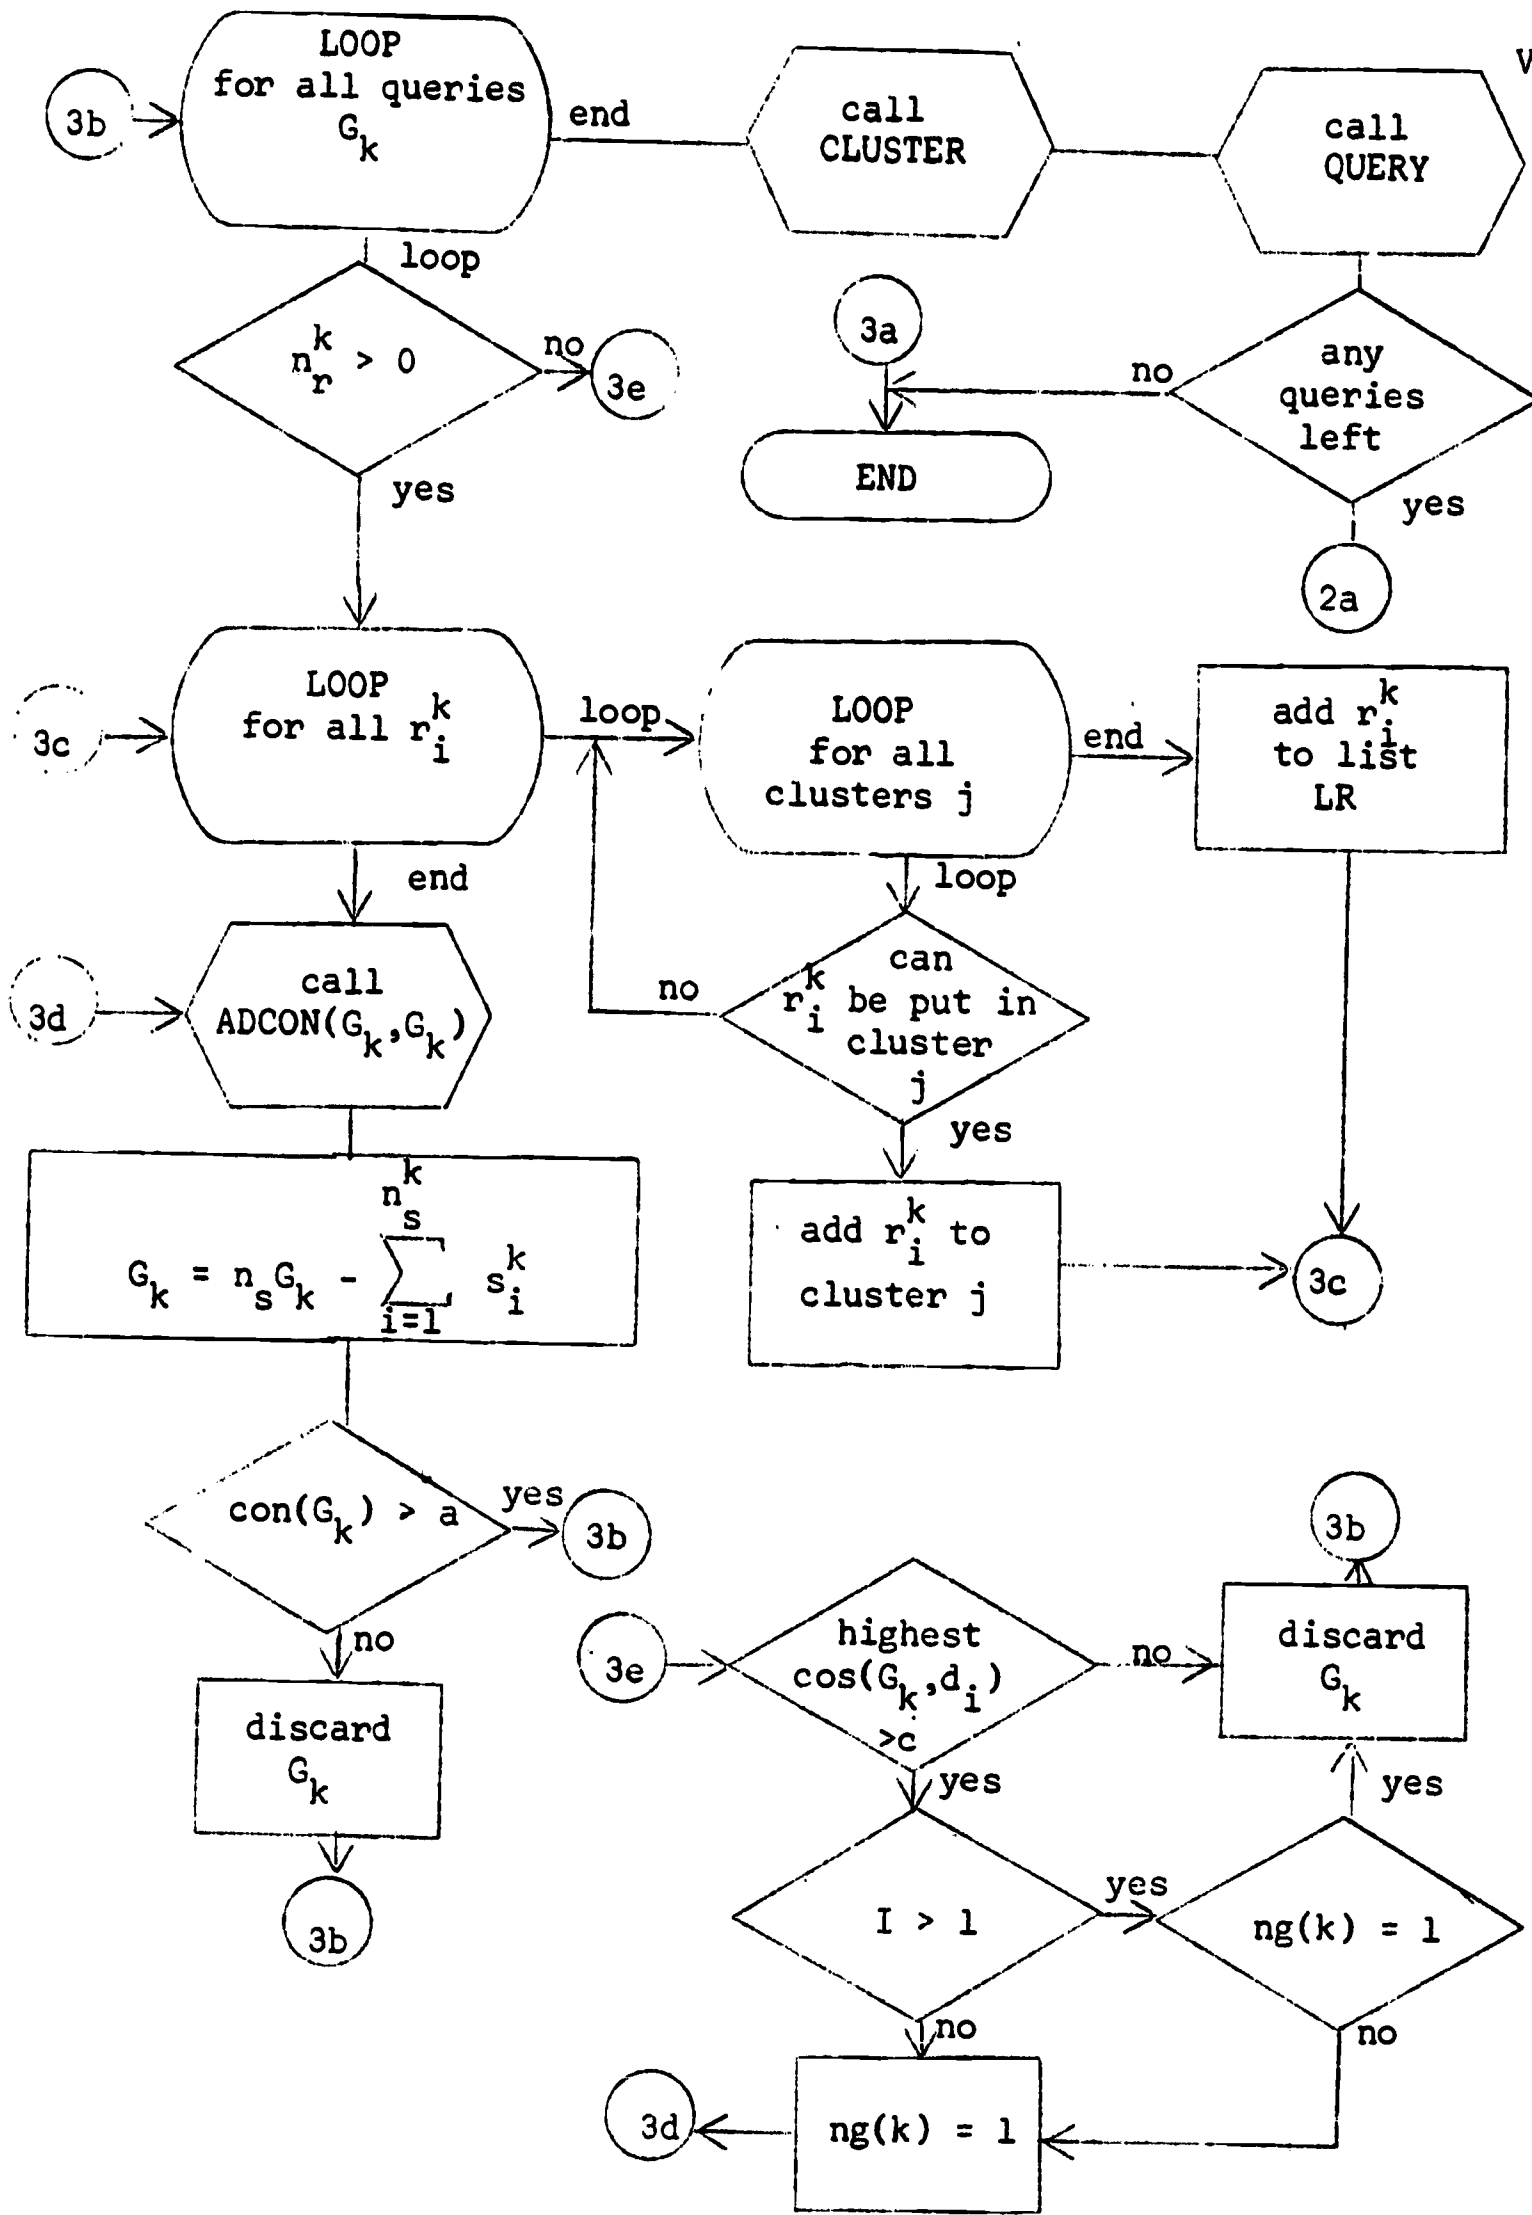 V
3b
LOOP
for all queries
G_k
end
call
CLUSTER
call
QUERY
loop
n_r^k > 0
no
3e
yes
3a
END
no
any
queries
left
yes
2a
3c
LOOP
for all r_i^k
loop
LOOP
for all
clusters j
end
add r_i^k
to list
LR
end
loop
3d
call
ADCON(G_k,G_k)
no
can
r_i^k be put in
cluster
j
yes
add r_i^k to
cluster j
3c
n_s^k
G_k = n_s G_k - ∑ s_i^k
i=1
con(G_k) > a
yes
3b
no
discard
G_k
3b
3e
highest
cos(G_k,d_i)
>c
no
discard
G_k
3b
yes
yes
I > 1
yes
ng(k) = 1
no
no
ng(k) = 1
3d